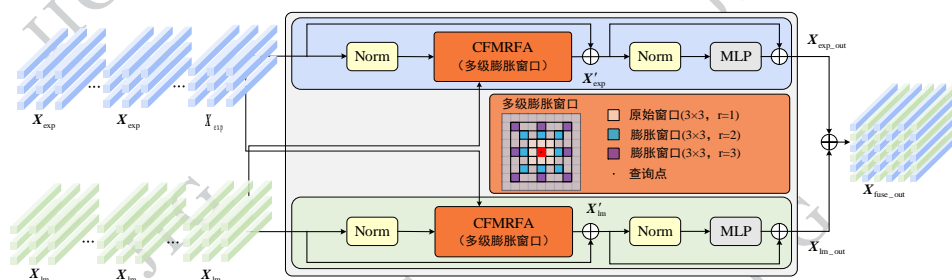 X_exp
...
X_exp
...
X_exp
X_lm
...
X_lm
...
X_lm
Norm
CFMRFA
(多级膨胀窗口)
X′_exp
Norm
MLP
X_exp_out
多级膨胀窗口
原始窗口(3×3, r=1)
膨胀窗口(3×3, r=2)
膨胀窗口(3×3, r=3)
· 查询点
Norm
CFMRFA
(多级膨胀窗口)
X′_lm
Norm
MLP
X_lm_out
X_fuse_out